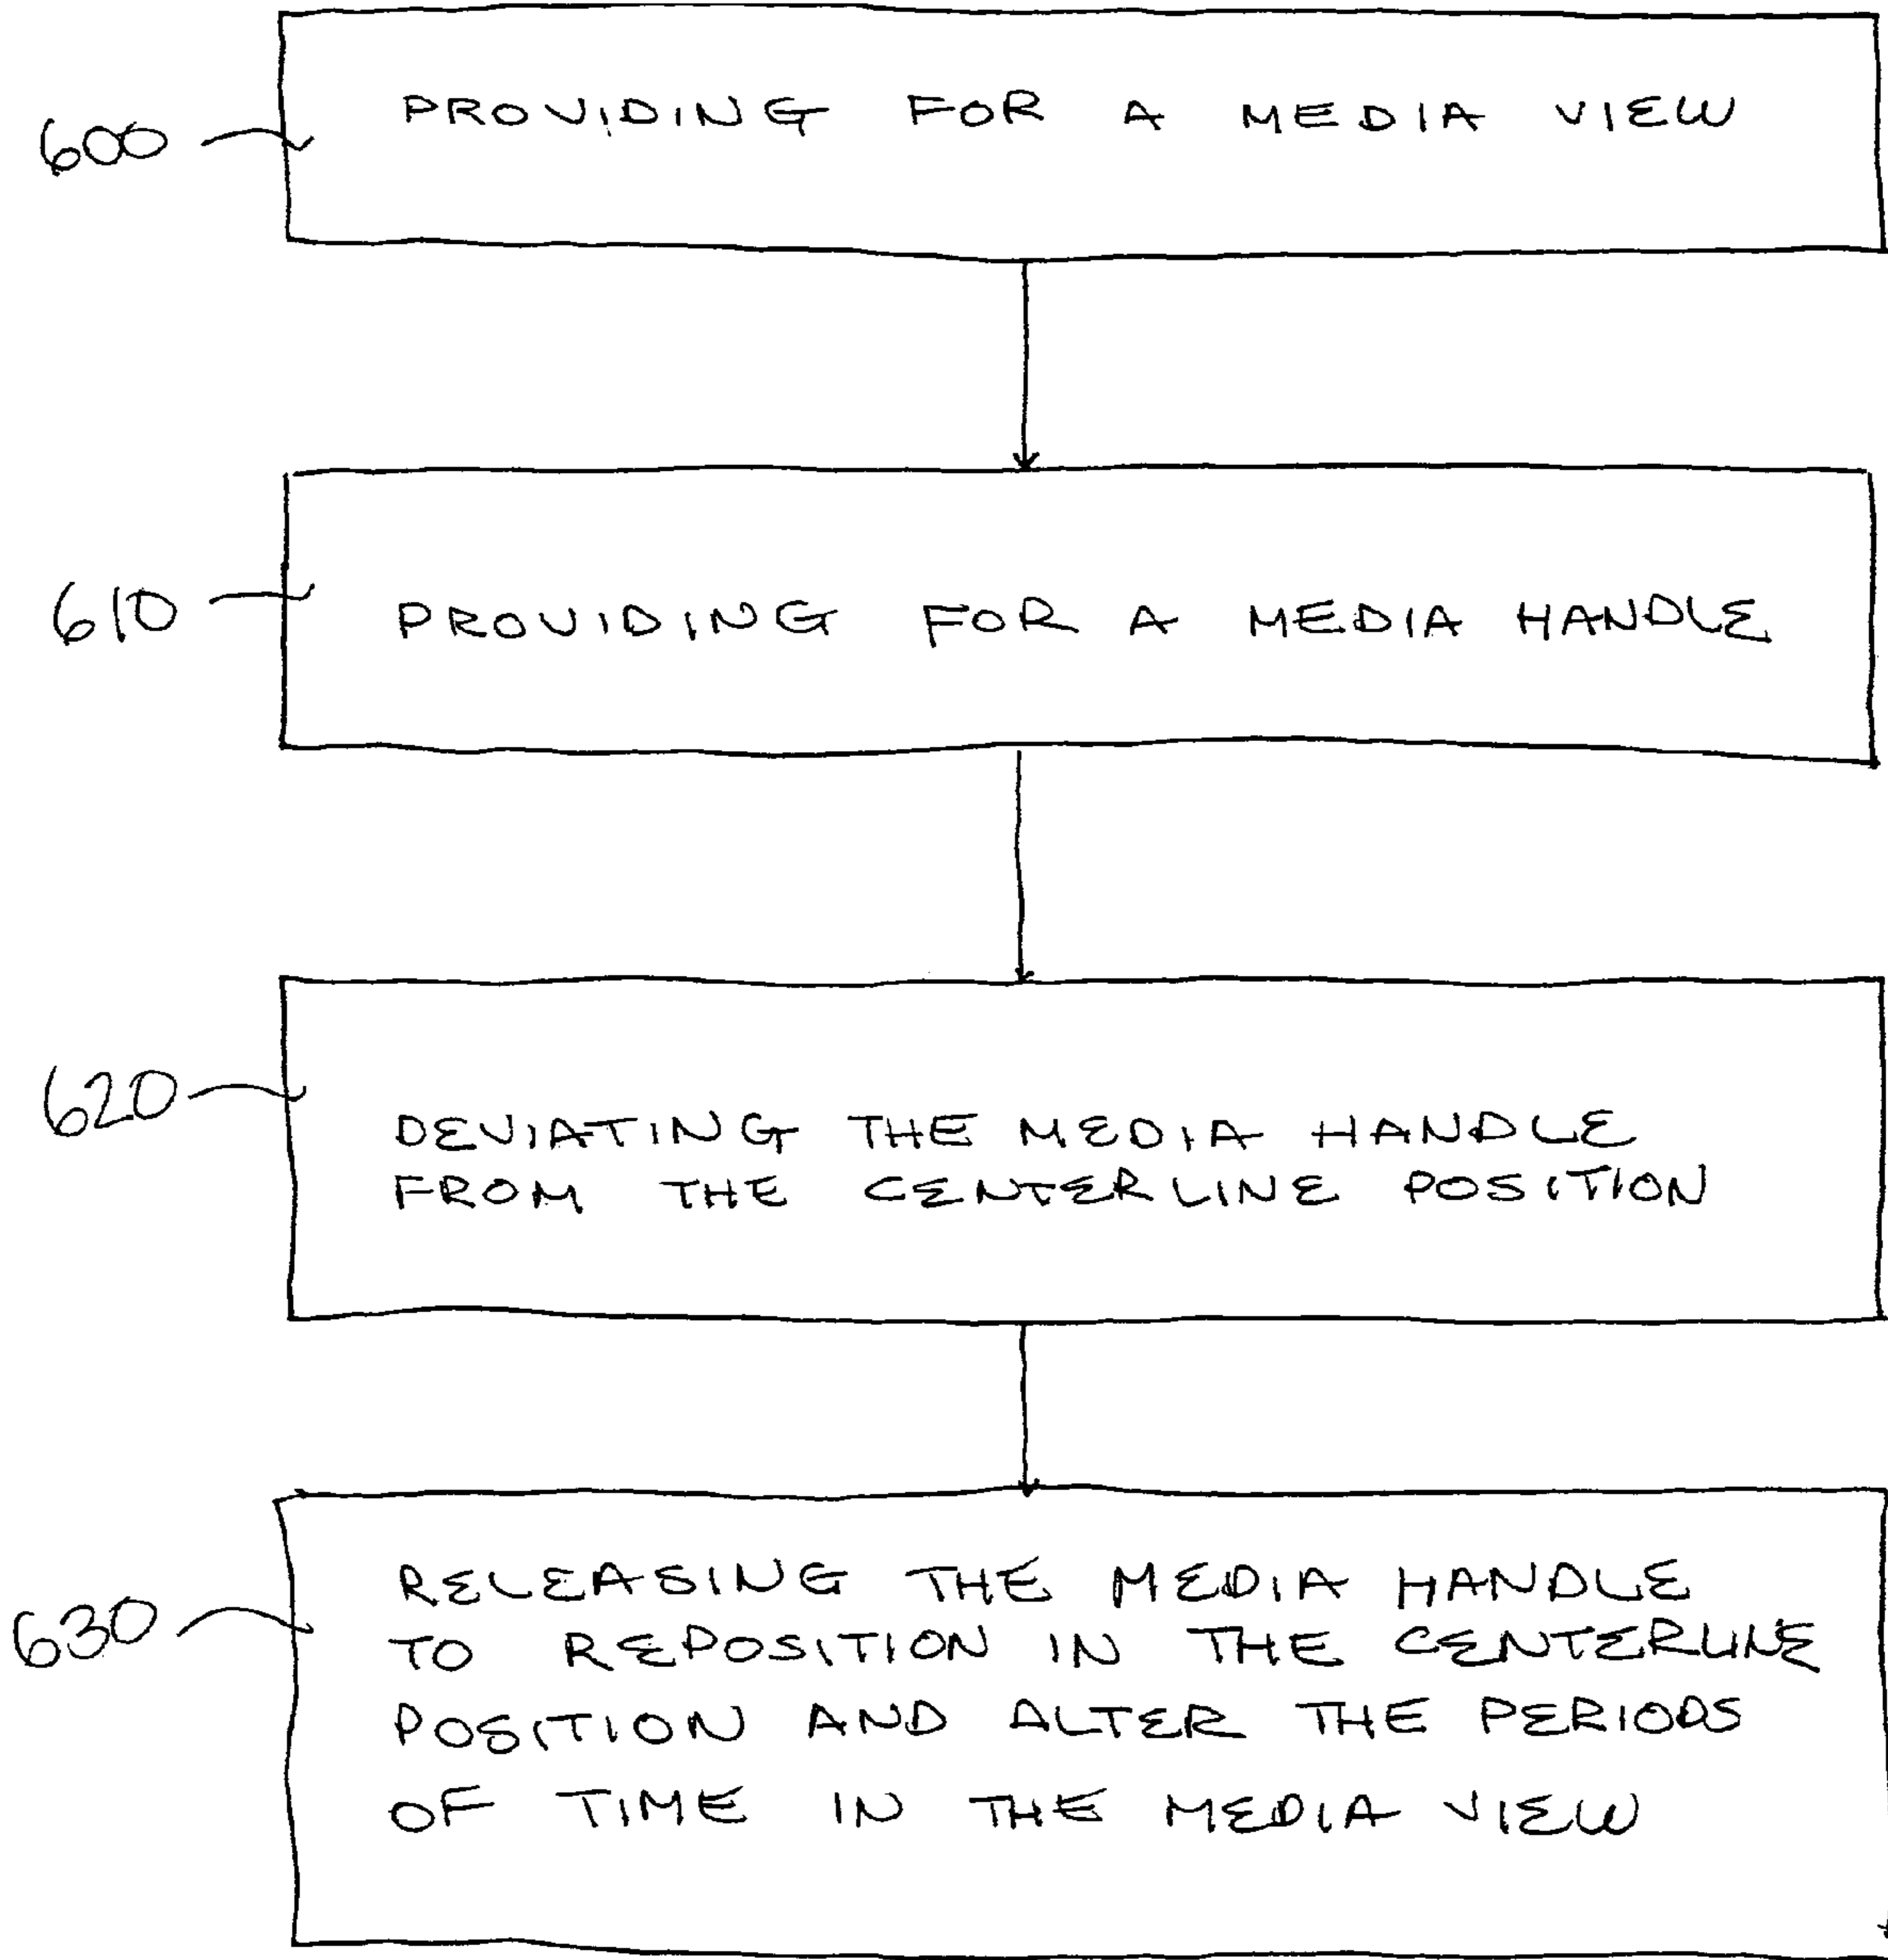 600
PROVIDING FOR A MEDIA VIEW
610
PROVIDING FOR A MEDIA HANDLE
620
DEVIATING THE MEDIA HANDLE
FROM THE CENTERLINE POSITION
630
RELEASING THE MEDIA HANDLE
TO REPOSITION IN THE CENTERLINE
POSITION AND ALTER THE PERIODS
OF TIME IN THE MEDIA VIEW